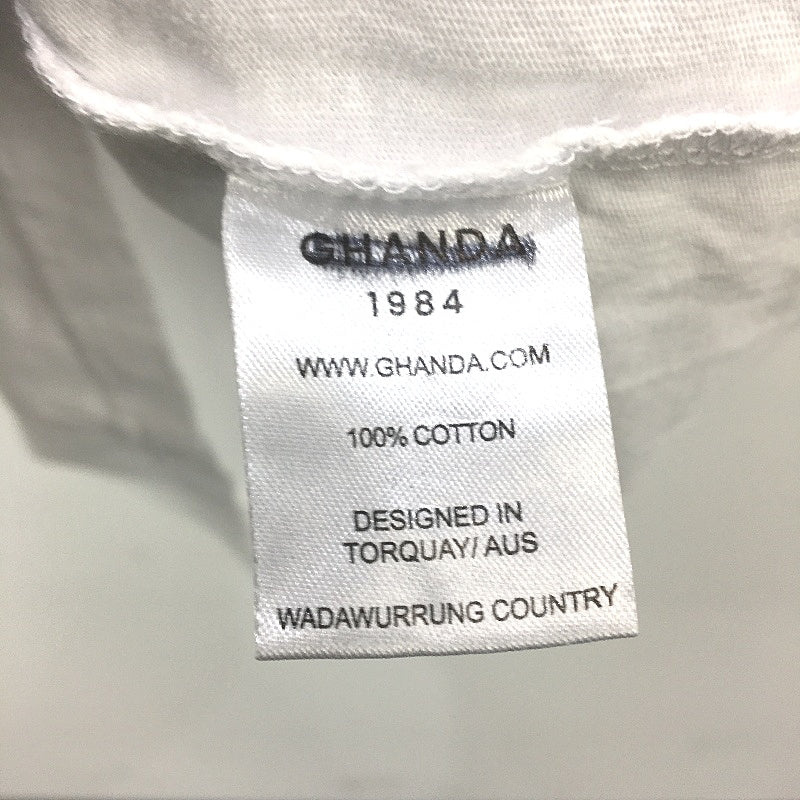 GHANDA
1984
WWW.GHANDA.COM
100% COTTON
DESIGNED IN
TORQUAY/ AUS
WADAWURRUNG COUNTRY